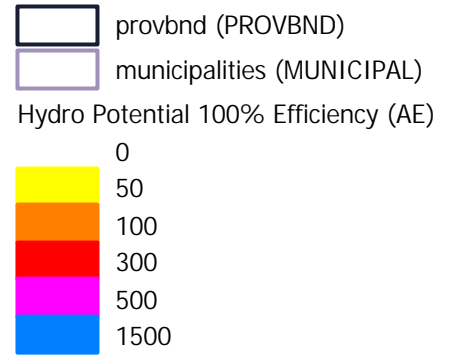 provbnd (PROVBND)
municipalities (MUNICIPAL)
Hydro Potential 100% Efficiency (AE)
0
50
100
300
500
1500